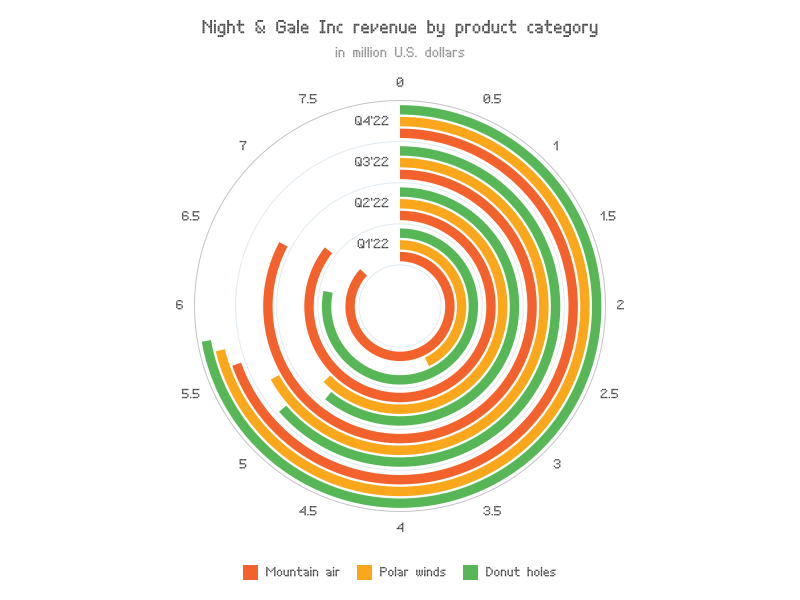 Night & Gale Inc revenue by product category
in million U.S. dollars
0
7.5
0.5
Q4'22
7
1
Q3'22
Q2'22
6.5
1.5
Q1'22
6
2
5.5
2.5
5
3
4.5
3.5
4
Mountain air
Polar winds
Donut holes